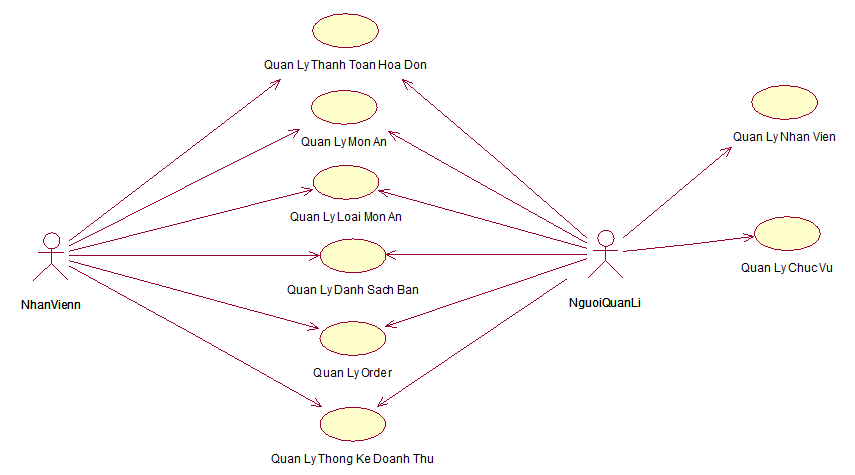 Quan Ly Thanh Toan Hoa Don
Quan Ly Mon An
Quan Ly Nhan Vien
Quan Ly Loai Mon An
Quan Ly Chuc Vu
Quan Ly Danh Sach Ban
NhanVienn
NguoiQuanLi
Quan Ly Order
Quan Ly Thong Ke Doanh Thu